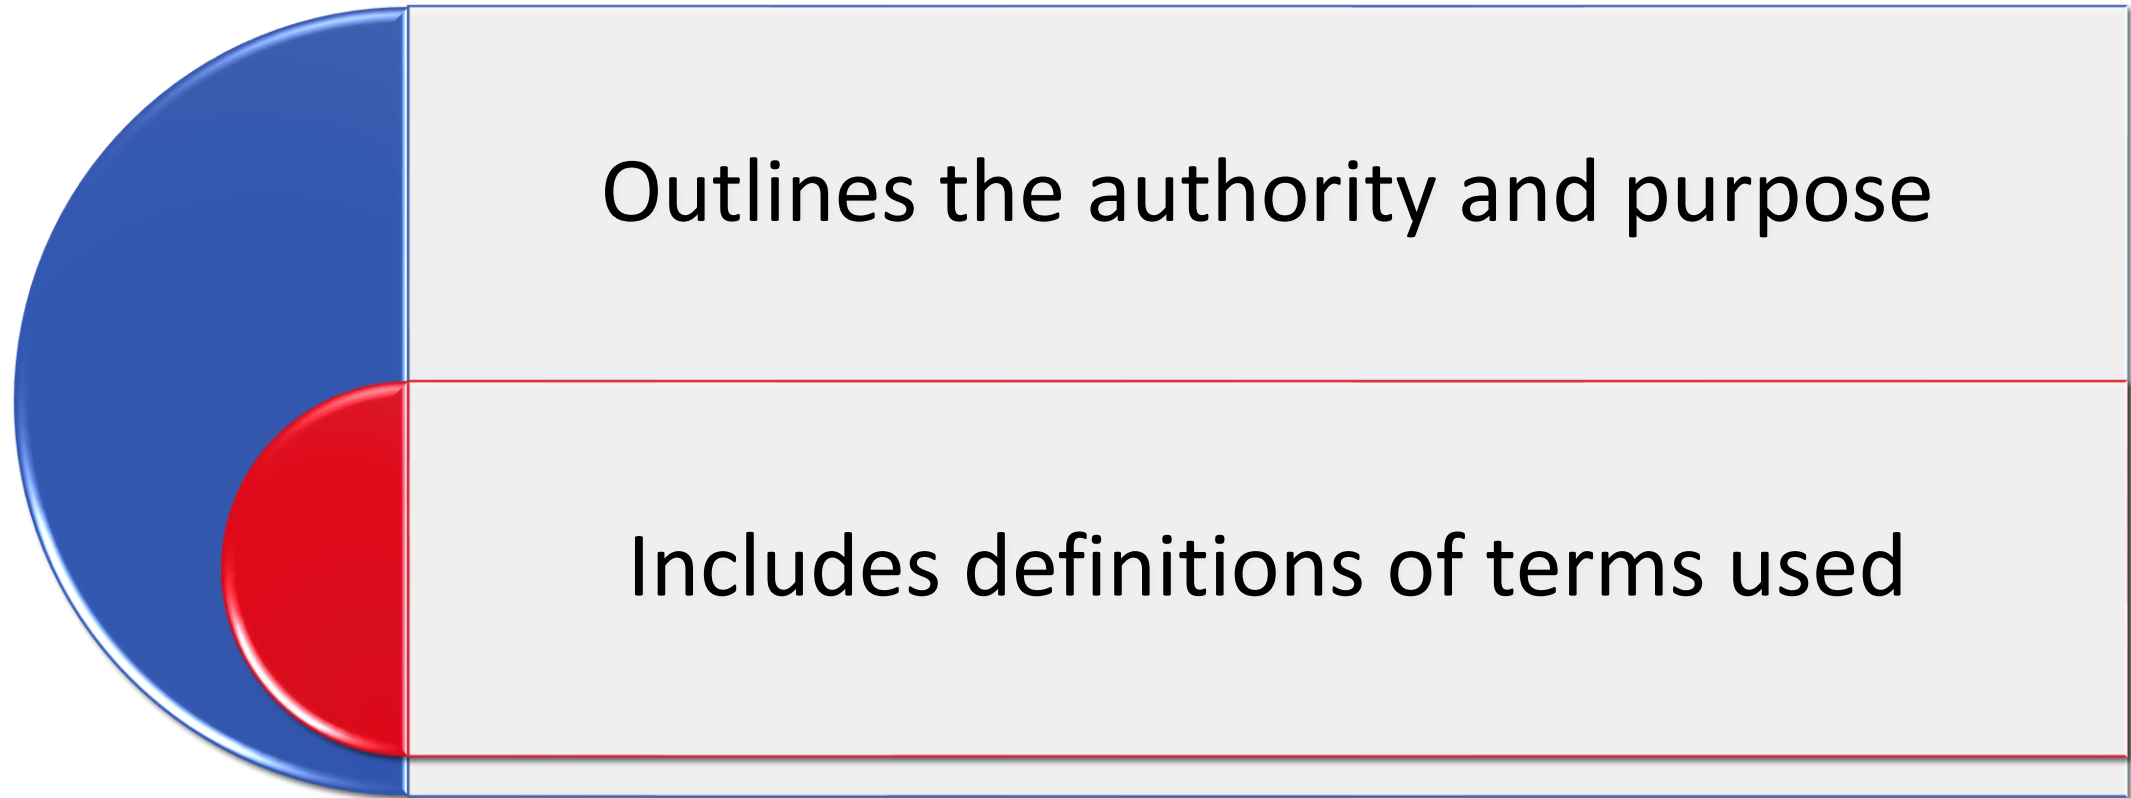 Outlines the authority and purpose
Includes definitions of terms used